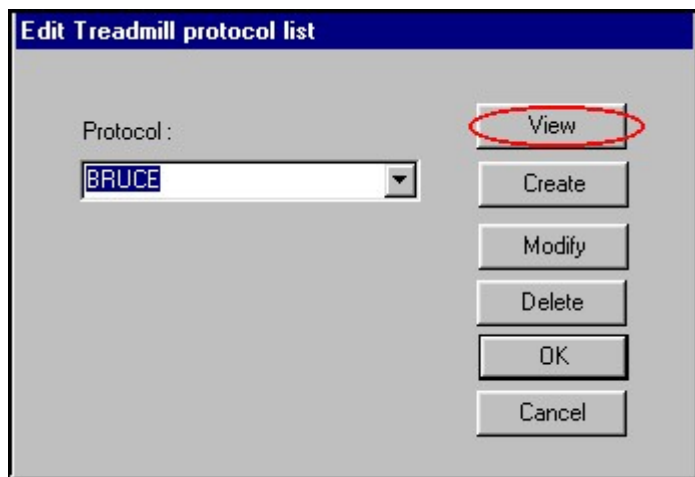 Edit Treadmill protocol list
Protocol :
BRUCE
View
Create
Modify
Delete
OK
Cancel